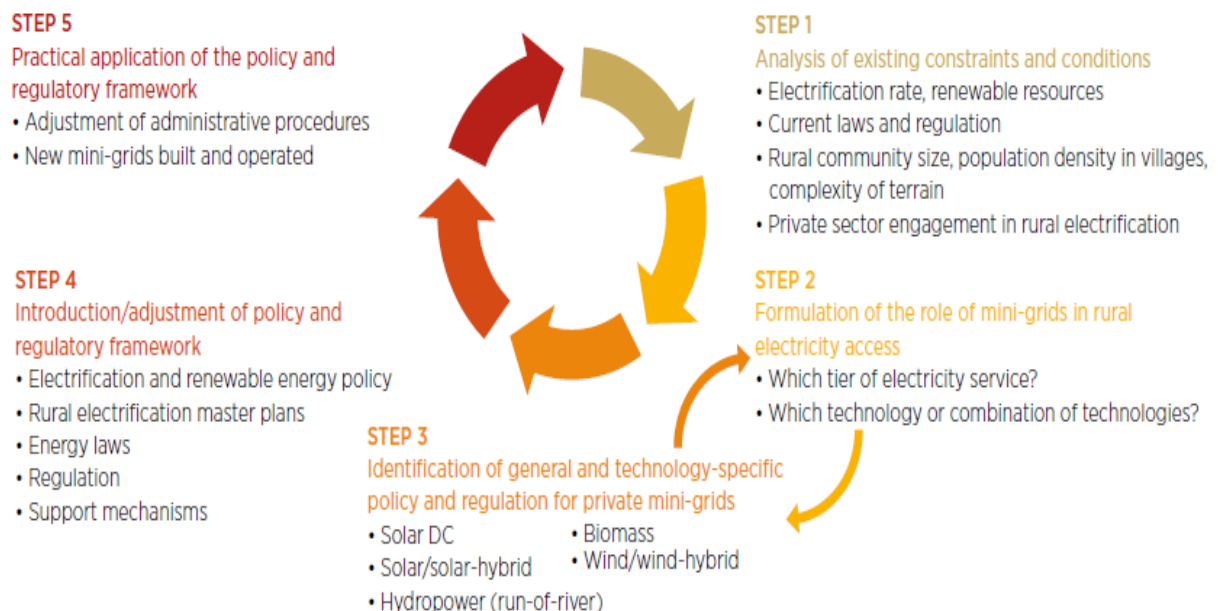 STEP 1
Analysis of existing constraints and conditions
• Electrification rate, renewable resources
• Current laws and regulation
• Rural community size, population density in villages,
complexity of terrain
• Private sector engagement in rural electrification
STEP 2
Formulation of the role of mini-grids in rural
electricity access
• Which tier of electricity service?
• Which technology or combination of technologies?
STEP 3
Identification of general and technology-specific
policy and regulation for private mini-grids
• Solar DC
• Solar/solar-hybrid
• Hydropower (run-of-river)
• Biomass
• Wind/wind-hybrid
STEP 4
Introduction/adjustment of policy and
regulatory framework
• Electrification and renewable energy policy
• Rural electrification master plans
• Energy laws
• Regulation
• Support mechanisms
STEP 5
Practical application of the policy and
regulatory framework
• Adjustment of administrative procedures
• New mini-grids built and operated